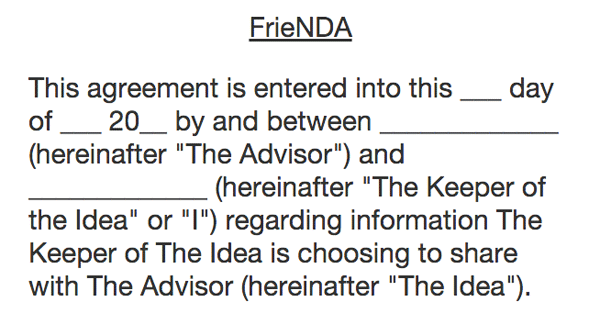 FrieNDA
This agreement is entered into this ___ day
of ___ 20__ by and between _____________
(hereinafter "The Advisor") and
_____________ (hereinafter "The Keeper of
the Idea" or "I") regarding information The
Keeper of The Idea is choosing to share
with The Advisor (hereinafter "The Idea").